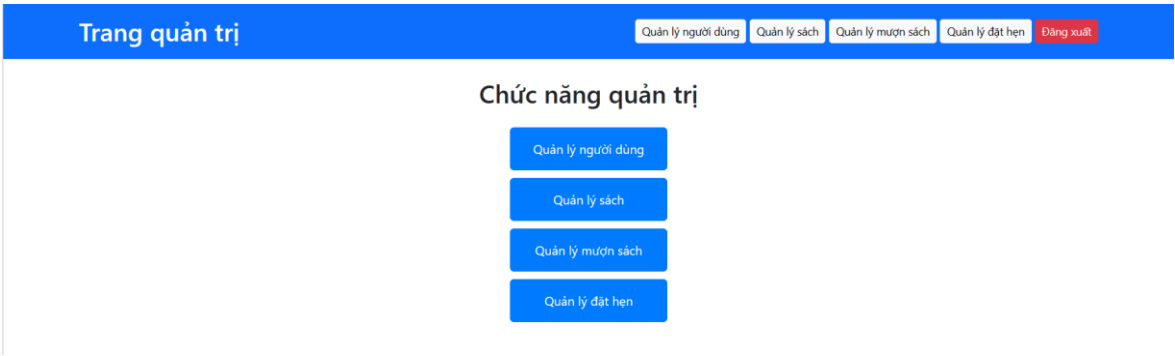 Trang quản trị
Quản lý người dùng Quản lý sách Quản lý mượn sách Quản lý đặt hẹn Đăng xuất
Chức năng quản trị
Quản lý người dùng
Quản lý sách
Quản lý mượn sách
Quản lý đặt hẹn